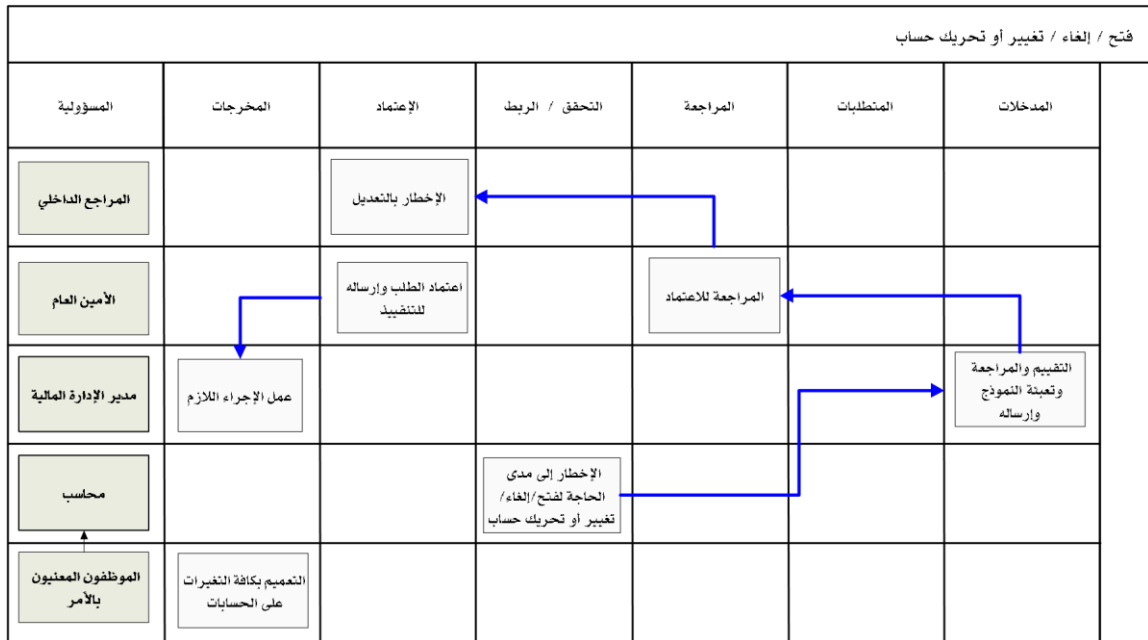 فتح / إلغاء / تغيير أو تحريك حساب
المدخلات
المتطلبات
المراجعة
التحقق / الربط
الإعتماد
المخرجات
المسؤولية
الإخطار بالتعديل
المراجع الداخلي
المراجعة للاعتماد
اعتماد الطلب وإرساله
للتنفييذ
الأمين العام
التقييم والمراجعة
وتعبئة النموذج
وإرساله
عمل الإجراء اللازم
مدير الإدارة المالية
الإخطار إلى مدى
الحاجة لفتح/إلغاء/
تغيير أو تحريك حساب
محاسب
التعميم بكافة التغيرات
على الحسابات
الموظفون المعنيون
بالأمر